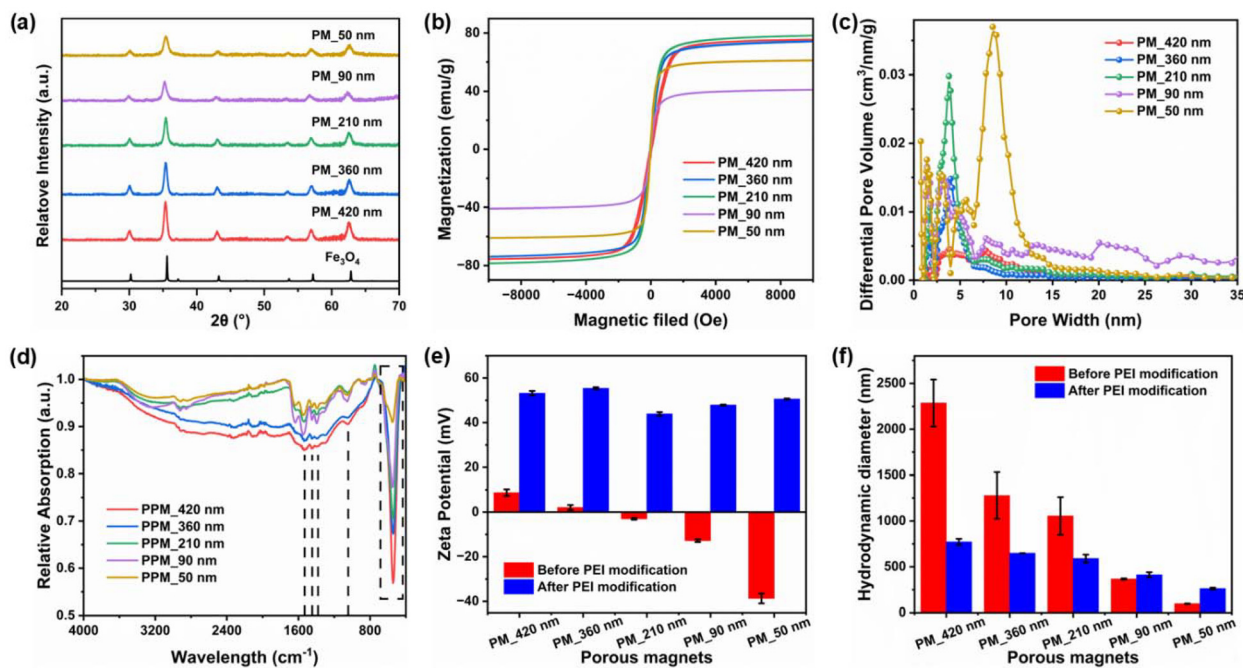 (a)
Relatove Intensity (a.u.)
PM_50 nm
PM_90 nm
PM_210 nm
PM_360 nm
PM_420 nm
Fe₃O₄
20 30 40 50 60 70
2θ (°)
(b)
Magnetization (emu/g)
80
40
0
−40
−80
PM_420 nm
PM_360 nm
PM_210 nm
PM_90 nm
PM_50 nm
−8000 −4000 0 4000 8000
Magnetic filed (Oe)
(c)
Differential Pore Volume (cm³/nm/g)
0.03
0.02
0.01
0.00
PM_420 nm
PM_360 nm
PM_210 nm
PM_90 nm
PM_50 nm
0 5 10 15 20 25 30 35
Pore Width (nm)
(d)
Relative Absorption (a.u.)
1.0
0.9
0.8
0.7
0.6
0.5
PPM_420 nm
PPM_360 nm
PPM_210 nm
PPM_90 nm
PPM_50 nm
4000 3200 2400 1600 800
Wavelength (cm⁻¹)
(e)
Zeta Potential (mV)
60
40
20
0
−20
−40
Before PEI modification
After PEI modification
PM_420 nm PM_360 nm PM_210 nm PM_90 nm PM_50 nm
Porous magnets
(f)
Hydrodynamic diameter (nm)
2500
2000
1500
1000
500
0
Before PEI modification
After PEI modification
PM_420 nm PM_360 nm PM_210 nm PM_90 nm PM_50 nm
Porous magnets